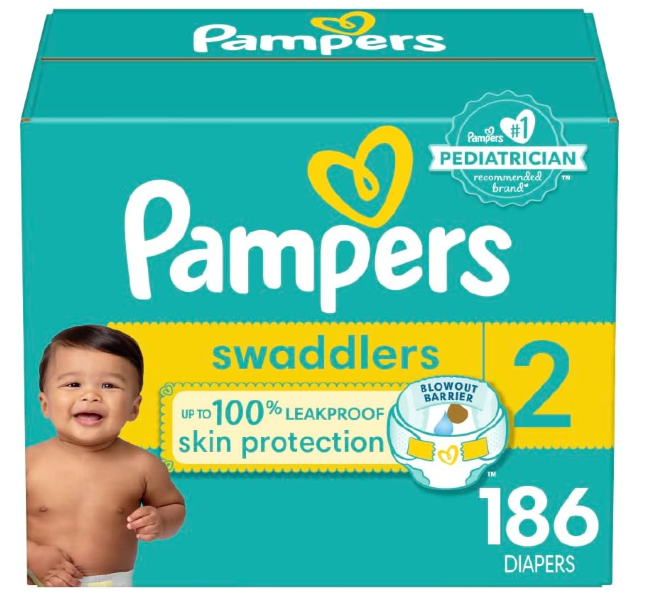 Pampers
Pampers #1
PEDIATRICIAN
recommended
brand*
™
Pampers
swaddlers
2
UP TO 100% LEAKPROOF
skin protection
BLOWOUT
BARRIER
™
186
DIAPERS